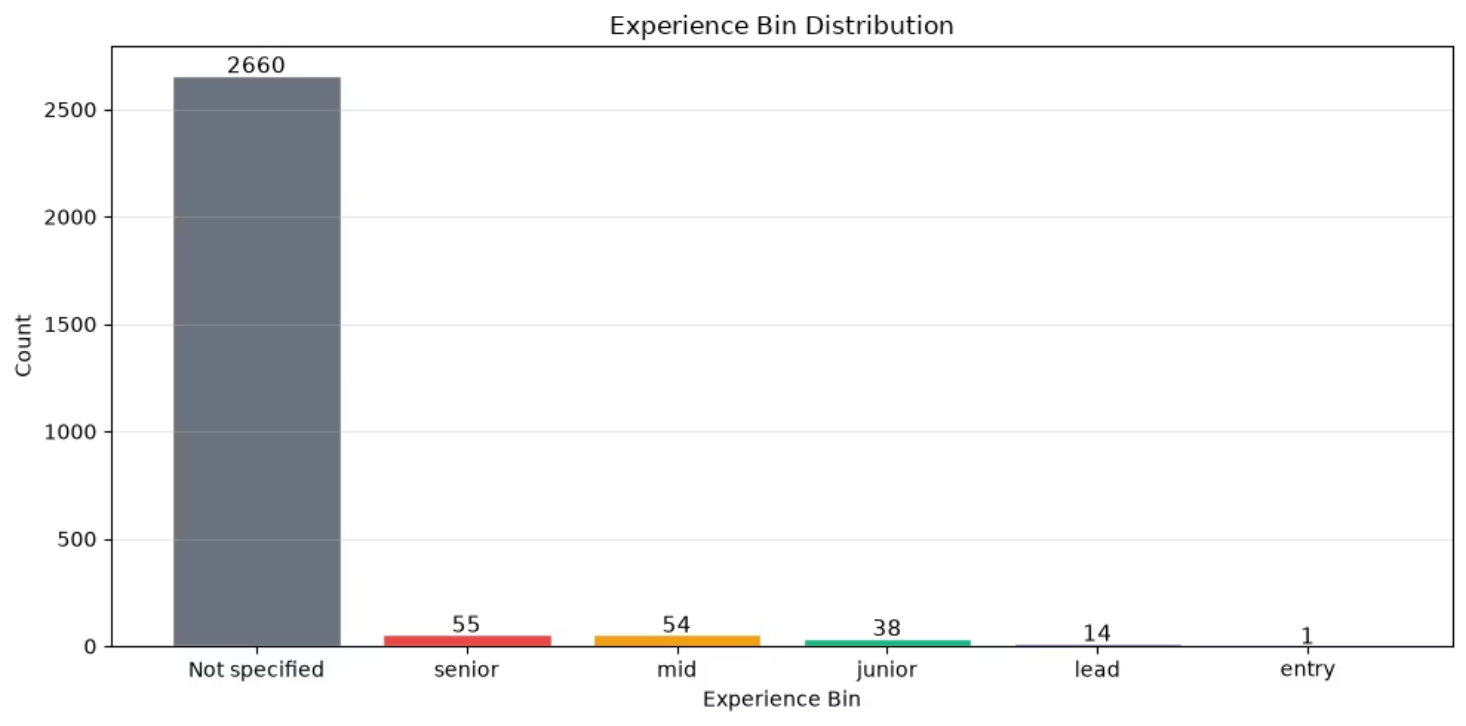 Experience Bin Distribution
2660
2500
2000
1500
1000
500
0
Count
55
54
38
14
1
Not specified
senior
mid
junior
lead
entry
Experience Bin